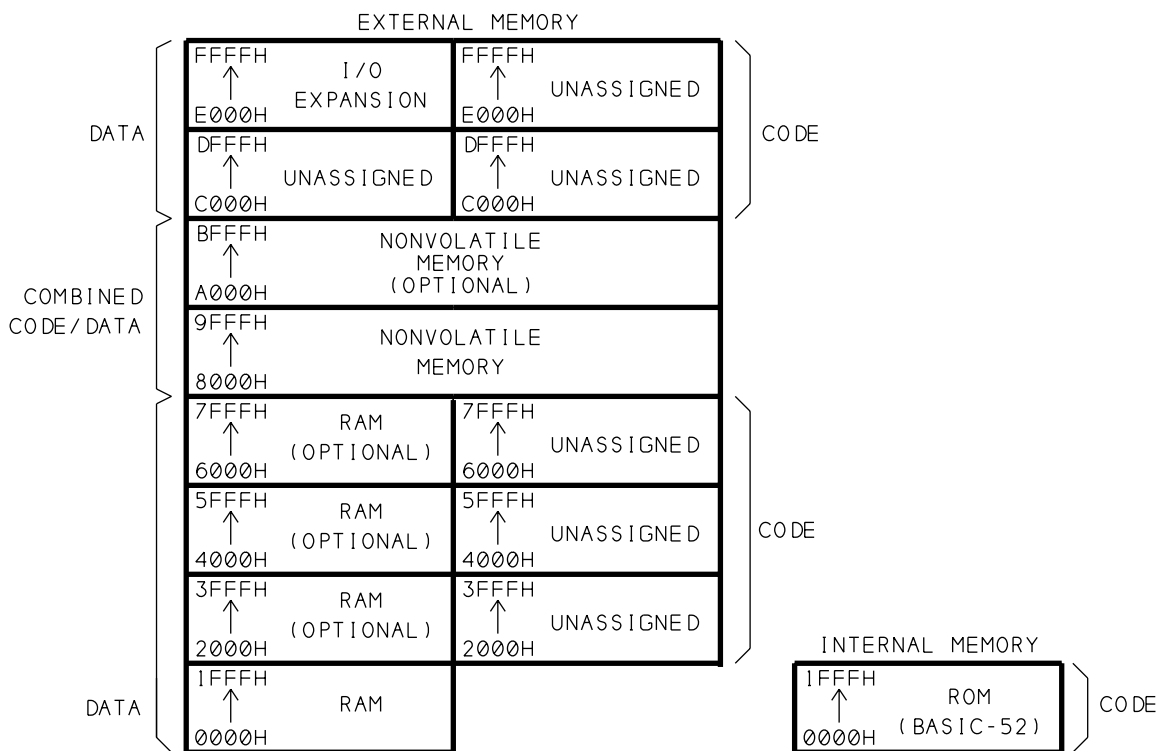 EXTERNAL MEMORY
FFFFH
I/O
EXPANSION
E000H
FFFFH
UNASSIGNED
E000H
DATA
CODE
DFFFH
UNASSIGNED
C000H
DFFFH
UNASSIGNED
C000H
BFFFH
NONVOLATILE
MEMORY
(OPTIONAL)
A000H
COMBINED
CODE/DATA
9FFFH
NONVOLATILE
MEMORY
8000H
7FFFH
RAM
(OPTIONAL)
6000H
7FFFH
UNASSIGNED
6000H
5FFFH
RAM
(OPTIONAL)
4000H
5FFFH
UNASSIGNED
4000H
CODE
3FFFH
RAM
(OPTIONAL)
2000H
3FFFH
UNASSIGNED
2000H
DATA
1FFFH
RAM
0000H
INTERNAL MEMORY
1FFFH
ROM
(BASIC-52)
0000H
CODE